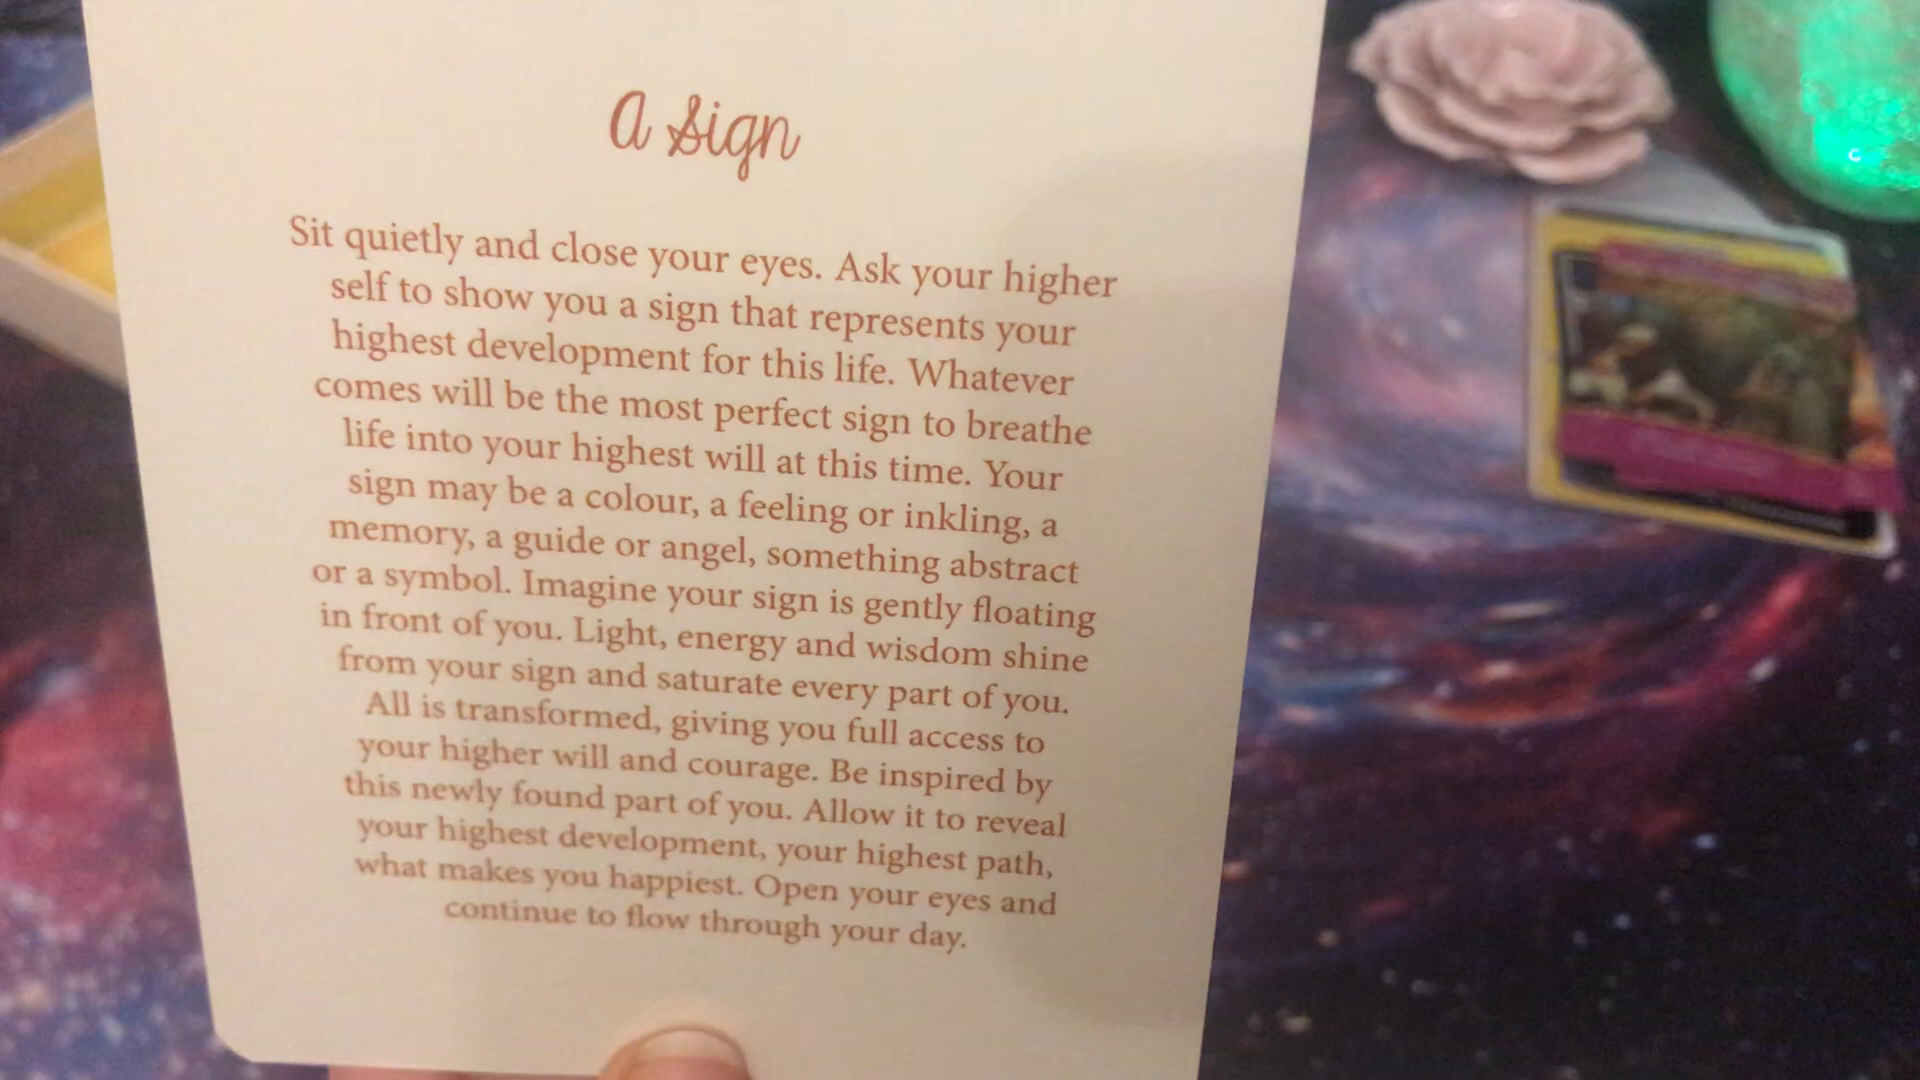 a sign
Sit quietly and close your eyes. Ask your higher
self to show you a sign that represents your
highest development for this life. Whatever
comes will be the most perfect sign to breathe
life into your highest will at this time. Your
sign may be a colour, a feeling or inkling, a
memory, a guide or angel, something abstract
or a symbol. Imagine your sign is gently floating
in front of you. Light, energy and wisdom shine
from your sign and saturate every part of you.
All is transformed, giving you full access to
your higher will and courage. Be inspired by
this newly found part of you. Allow it to reveal
your highest development, your highest path,
what makes you happiest. Open your eyes and
continue to flow through your day.